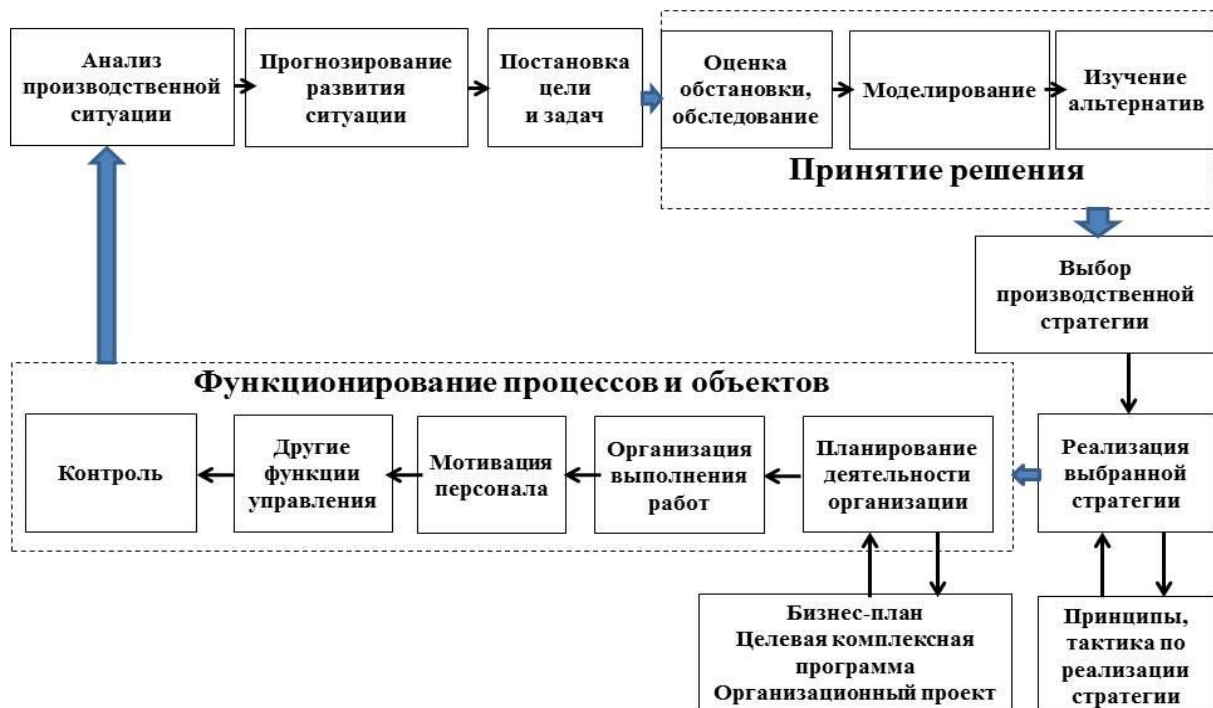 Анализ
производственной
ситуации
Прогнозирование
развития
ситуации
Постановка
цели
и задач
Оценка
обстановки,
обследование
Моделирование
Изучение
альтернатив
Принятие решения
Выбор
производственной
стратегии
Функционирование процессов и объектов
Контроль
Другие
функции
управления
Мотивация
персонала
Организация
выполнения
работ
Планирование
деятельности
организации
Реализация
выбранной
стратегии
Бизнес-план
Целевая комплексная
программа
Организационный проект
Принципы,
тактика по
реализации
стратегии